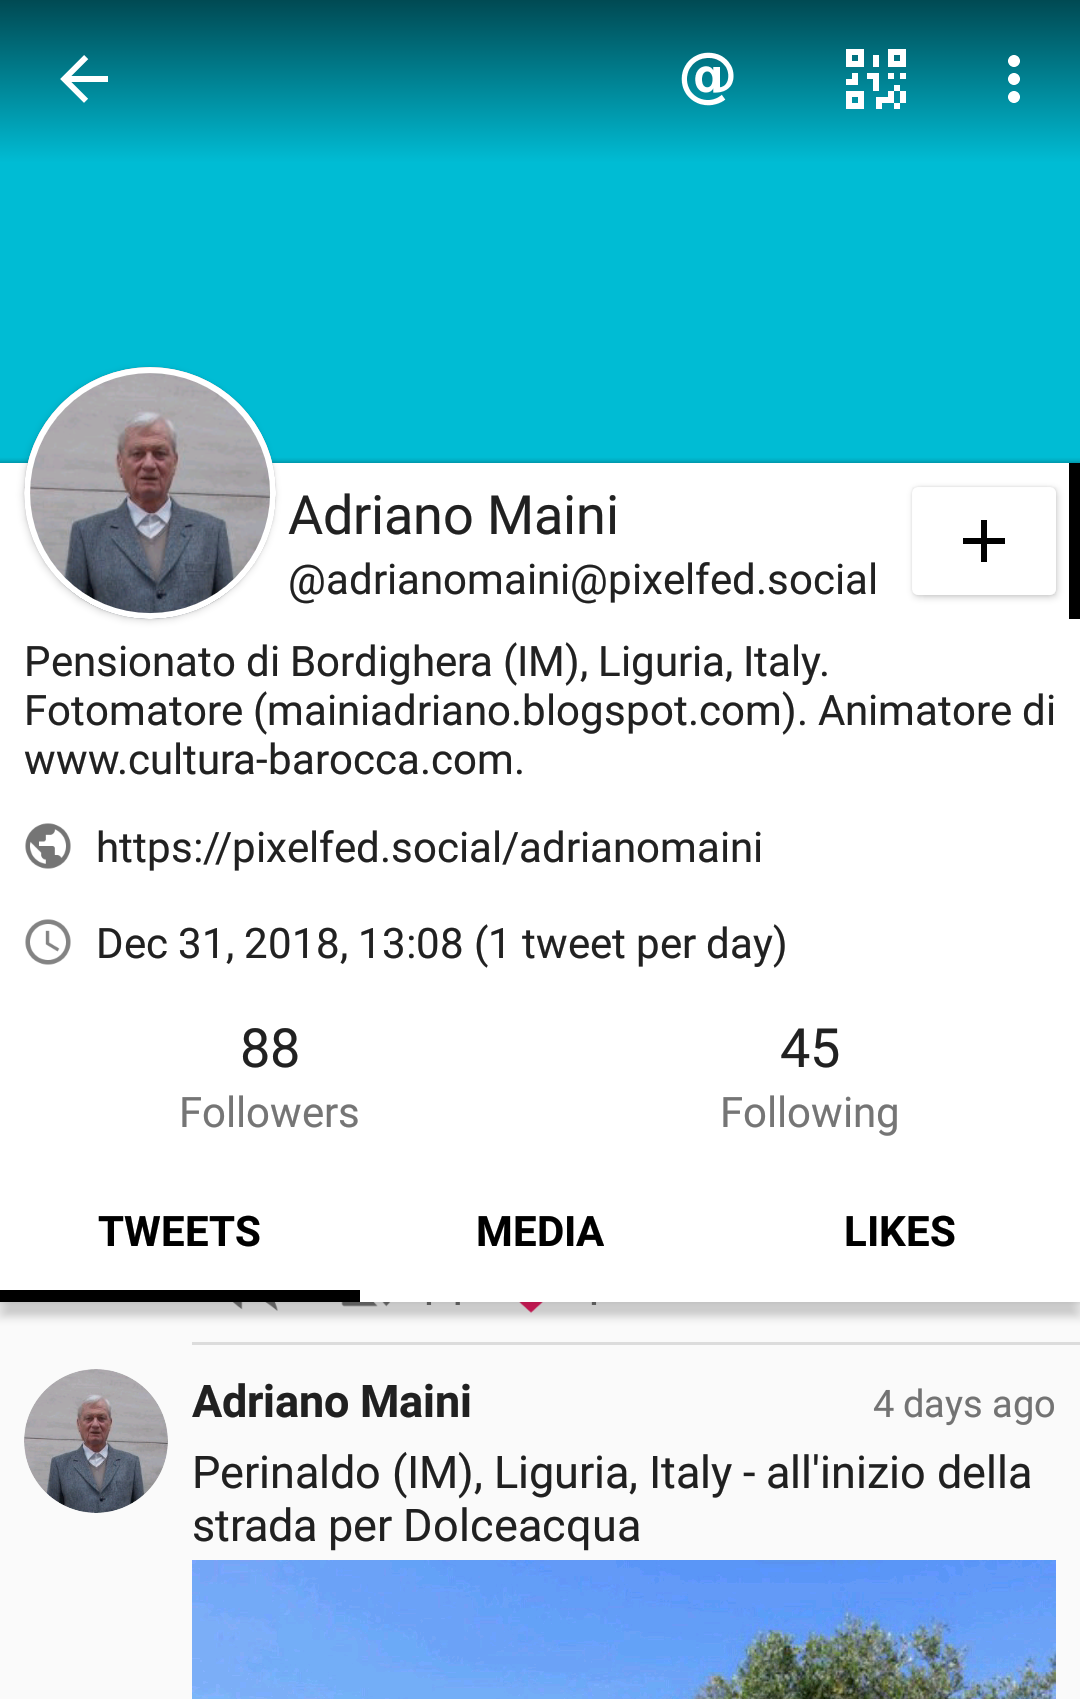 @
Adriano Maini
@adrianomaini@pixelfed.social
Pensionato di Bordighera (IM), Liguria, Italy.
Fotomatore (mainiadriano.blogspot.com). Animatore di
www.cultura-barocca.com.
https://pixelfed.social/adrianomaini
Dec 31, 2018, 13:08 (1 tweet per day)
88
Followers
45
Following
TWEETS
MEDIA
LIKES
Adriano Maini
4 days ago
Perinaldo (IM), Liguria, Italy - all'inizio della
strada per Dolceacqua